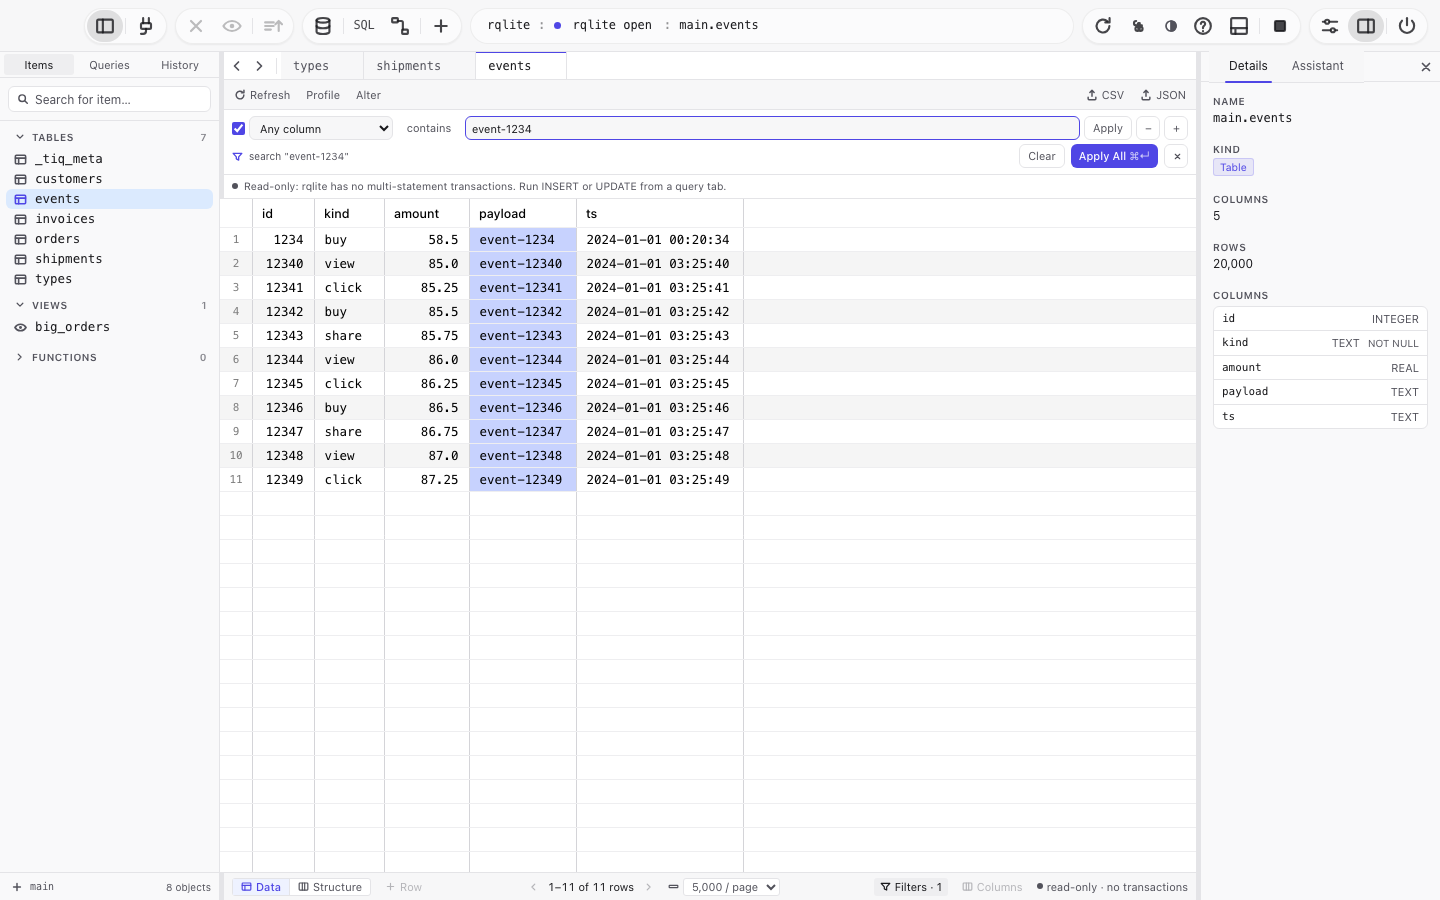 SQL
rqlite : rqlite open : main.events
Items Queries History
Search for item...
TABLES 7
_tiq_meta
customers
events
invoices
orders
shipments
types
VIEWS 1
big_orders
FUNCTIONS 0
main 8 objects
types shipments events
Refresh Profile Alter CSV JSON
Any column contains event-1234 Apply − +
search "event-1234" Clear Apply All ⌘↵ ×
Read-only: rqlite has no multi-statement transactions. Run INSERT or UPDATE from a query tab.
id kind amount payload ts
1 1234 buy 58.5 event-1234 2024-01-01 00:20:34
2 12340 view 85.0 event-12340 2024-01-01 03:25:40
3 12341 click 85.25 event-12341 2024-01-01 03:25:41
4 12342 buy 85.5 event-12342 2024-01-01 03:25:42
5 12343 share 85.75 event-12343 2024-01-01 03:25:43
6 12344 view 86.0 event-12344 2024-01-01 03:25:44
7 12345 click 86.25 event-12345 2024-01-01 03:25:45
8 12346 buy 86.5 event-12346 2024-01-01 03:25:46
9 12347 share 86.75 event-12347 2024-01-01 03:25:47
10 12348 view 87.0 event-12348 2024-01-01 03:25:48
11 12349 click 87.25 event-12349 2024-01-01 03:25:49
Data Structure + Row 1–11 of 11 rows 5,000 / page Filters · 1 Columns read-only · no transactions
Details Assistant
NAME
main.events
KIND
Table
COLUMNS
5
ROWS
20,000
COLUMNS
id INTEGER
kind TEXT NOT NULL
amount REAL
payload TEXT
ts TEXT